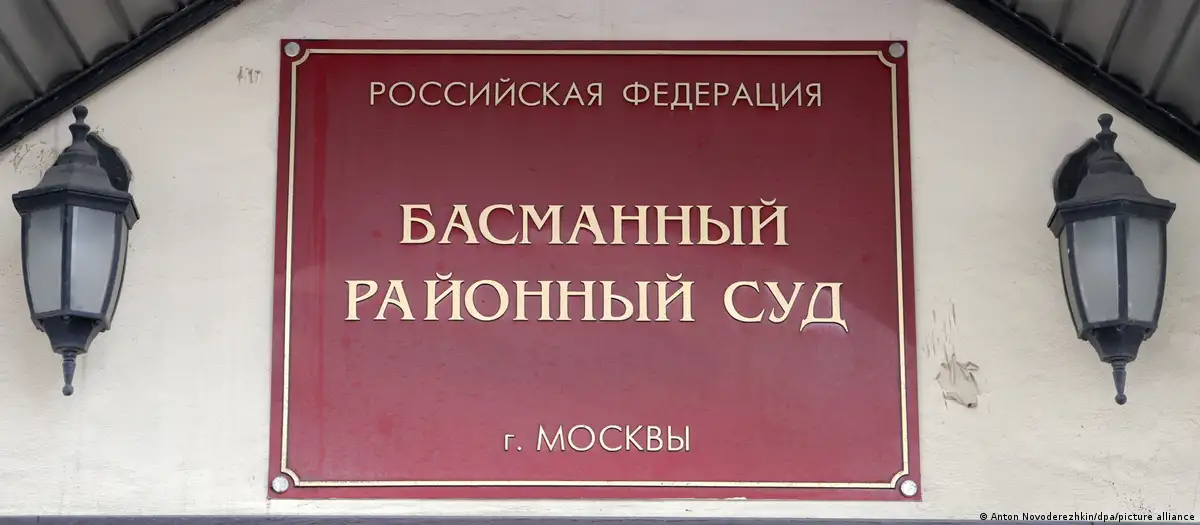 РОССИЙСКАЯ ФЕДЕРАЦИЯ
БАСМАННЫЙ
РАЙОННЫЙ СУД
г. МОСКВЫ
© Anton Novoderezhkin/dpa/picture alliance